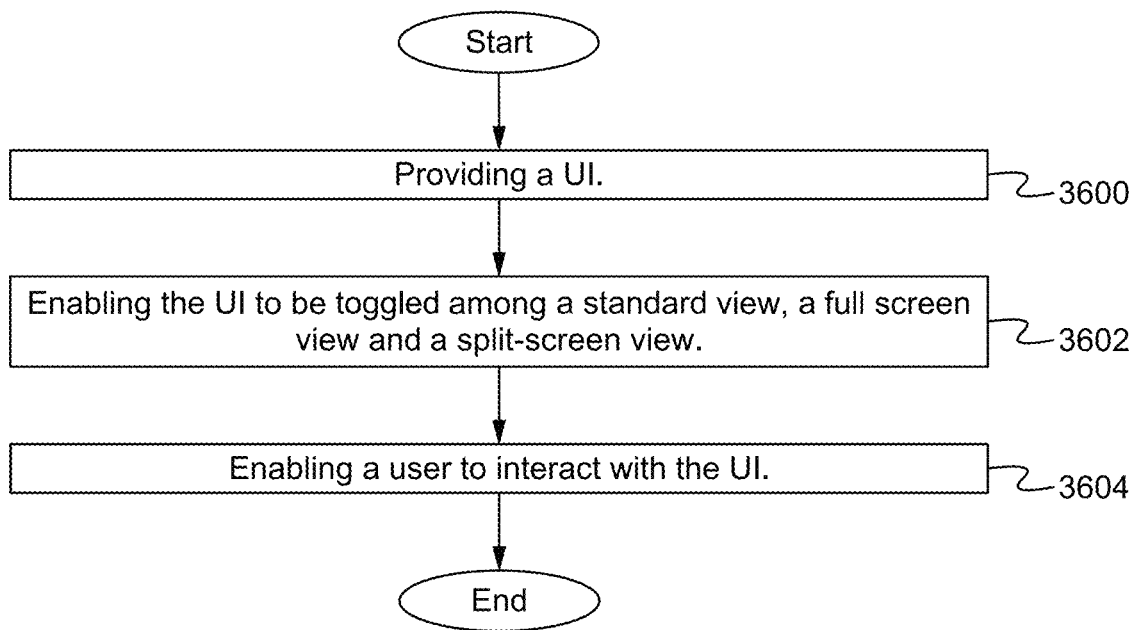 Start
Providing a UI.
3600
Enabling the UI to be toggled among a standard view, a full screen
view and a split-screen view.
3602
Enabling a user to interact with the UI.
3604
End